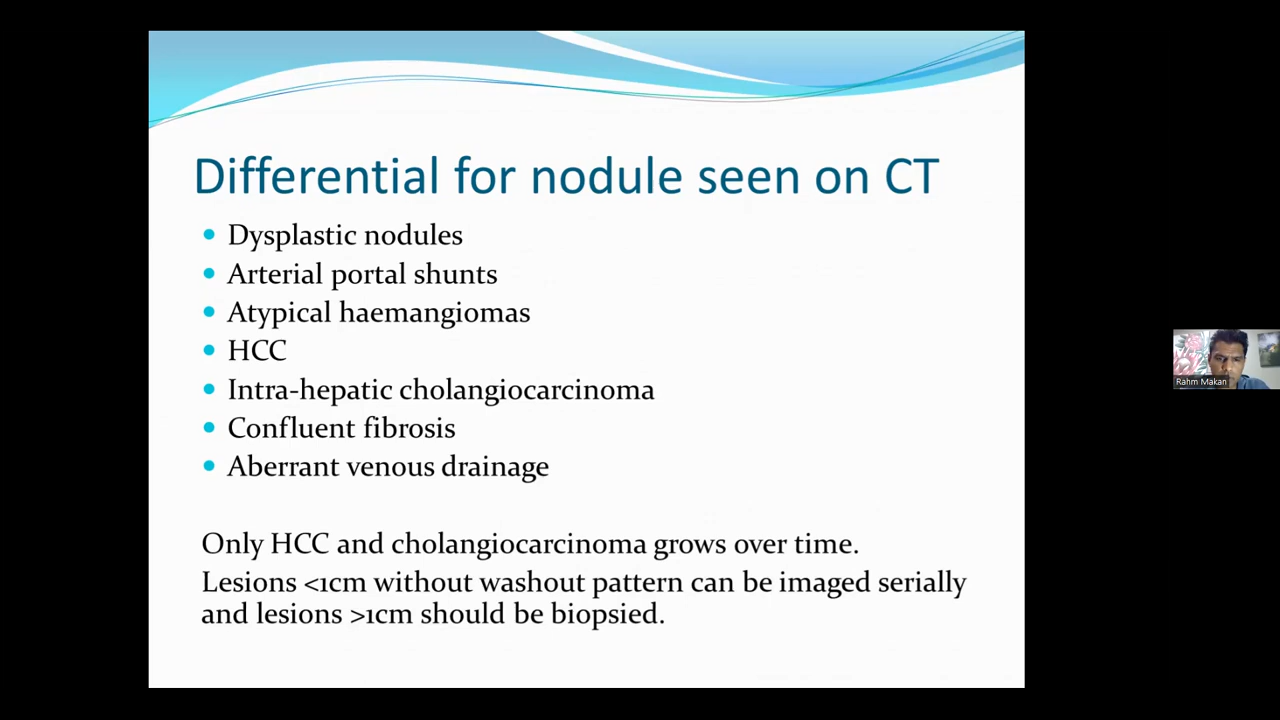 Differential for nodule seen on CT
• Dysplastic nodules
• Arterial portal shunts
• Atypical haemangiomas
• HCC
• Intra-hepatic cholangiocarcinoma
• Confluent fibrosis
• Aberrant venous drainage
Only HCC and cholangiocarcinoma grows over time.
Lesions <1cm without washout pattern can be imaged serially
and lesions >1cm should be biopsied.
Rahm Makan